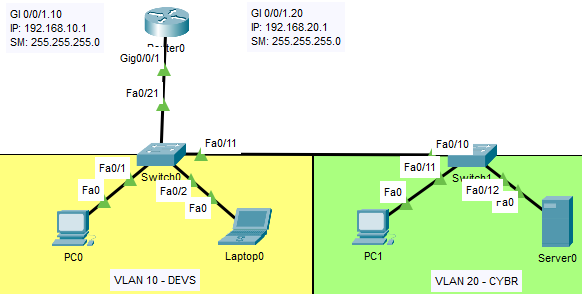 GI 0/0/1.10
IP: 192.168.10.1
SM: 255.255.255.0
GI 0/0/1.20
IP: 192.168.20.1
SM: 255.255.255.0
Router0
Gig0/0/1
Fa0/21
Fa0/11
Fa0/10
Switch0
Switch1
Fa0/1
Fa0/2
Fa0/11
Fa0/12
Fa0
Fa0
Fa0
Fa0
PC0
Laptop0
PC1
Server0
VLAN 10 - DEVS
VLAN 20 - CYBR